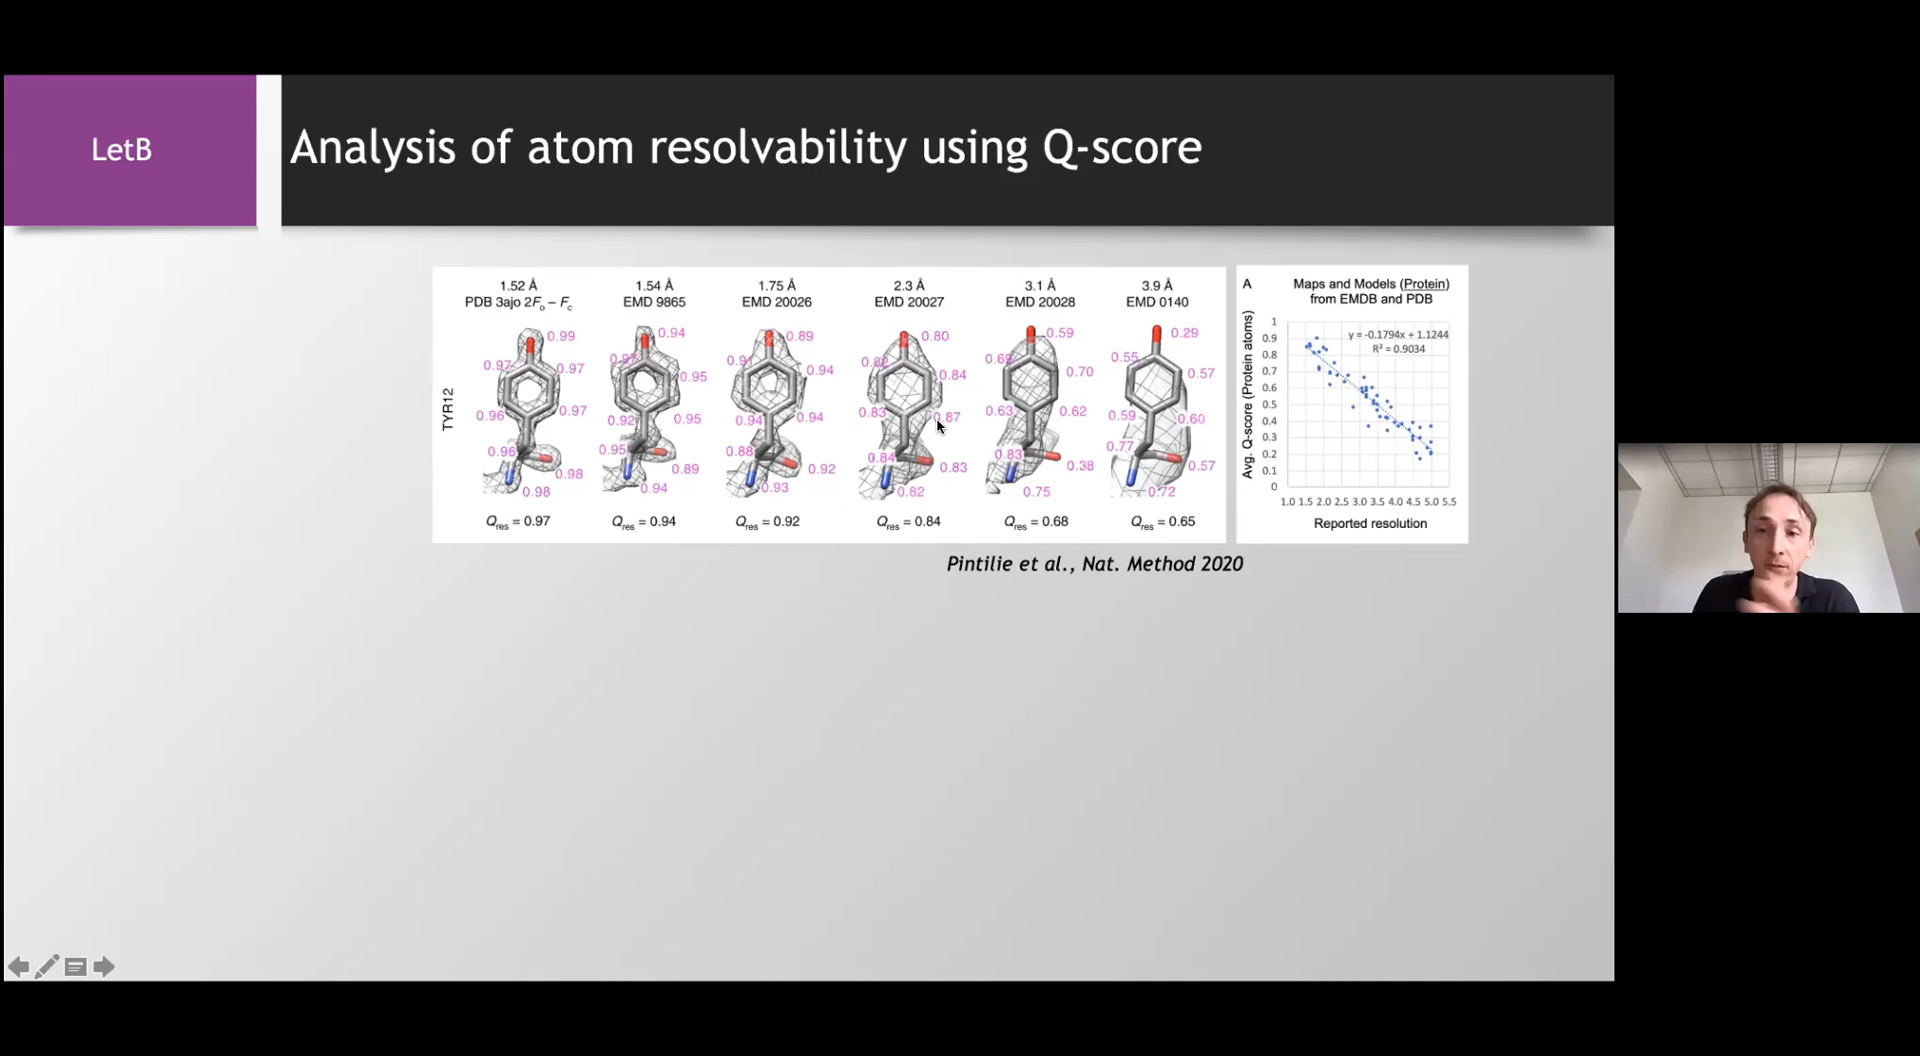 LetB
Analysis of atom resolvability using Q-score
1.52 Å
PDB 3ajo 2Fo – Fc
1.54 Å
EMD 9865
1.75 Å
EMD 20026
2.3 Å
EMD 20027
3.1 Å
EMD 20028
3.9 Å
EMD 0140
TYR12
0.99
0.97
0.97
0.96
0.97
0.96
0.98
0.98
0.94
0.97
0.95
0.92
0.95
0.95
0.89
0.94
0.89
0.91
0.94
0.94
0.94
0.88
0.92
0.93
0.80
0.82
0.84
0.83
0.87
0.84
0.83
0.82
0.59
0.69
0.70
0.63
0.62
0.83
0.38
0.75
0.29
0.55
0.57
0.59
0.60
0.77
0.57
0.72
Qres = 0.97
Qres = 0.94
Qres = 0.92
Qres = 0.84
Qres = 0.68
Qres = 0.65
A
Maps and Models (Protein)
from EMDB and PDB
y = -0.1794x + 1.1244
R² = 0.9034
Avg. Q-score (Protein atoms)
1
0.9
0.8
0.7
0.6
0.5
0.4
0.3
0.2
0.1
0
1.0 1.5 2.0 2.5 3.0 3.5 4.0 4.5 5.0 5.5
Reported resolution
Pintilie et al., Nat. Method 2020